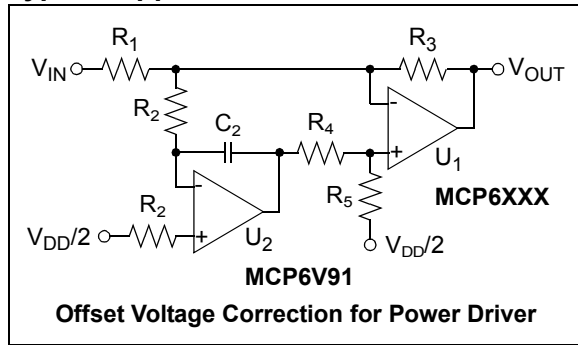 R1 R3
VIN VOUT
R2
C2 R4
- +
U1
R5 MCP6XXX
R2 - +
VDD/2 U2 VDD/2
MCP6V91
Offset Voltage Correction for Power Driver